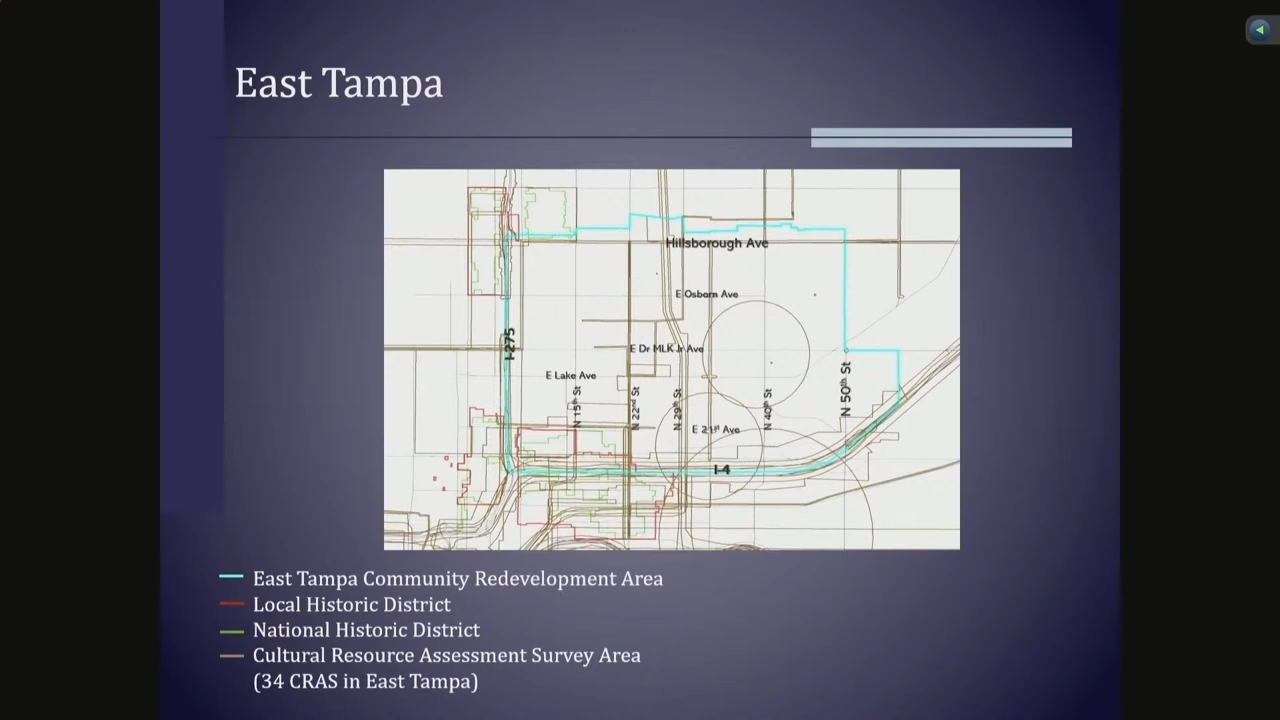 East Tampa
Hillsborough Ave
E Osborn Ave
I-275
E Dr MLK Jr Ave
E Lake Ave
N 15th St
N 22nd St
N 29th St
N 40th St
N 50th St
E 21st Ave
I-4
East Tampa Community Redevelopment Area
Local Historic District
National Historic District
Cultural Resource Assessment Survey Area
(34 CRAS in East Tampa)